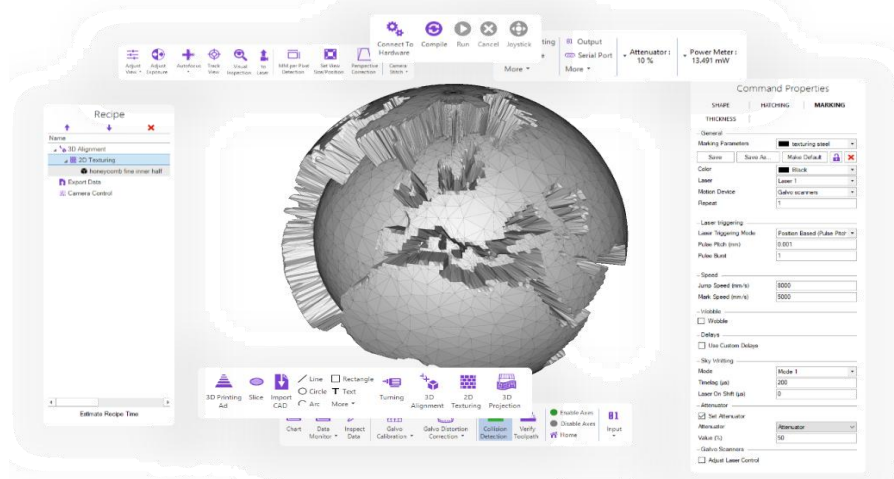 Connect To Hardware
Compile
Run
Cancel
Joystick
Adjust View
Adjust Exposure
Autofocus
Track View
Visual Inspection
to Laser
MM per Pixel Detection
Set View Size/Position
Perspective Correction
Camera Stitch
Output
Serial Port
More
More
Attenuator:
10 %
Power Meter:
13.491 mW
Recipe
Name
3D Alignment
2D Texturing
honeycomb fine inner half
Export Data
Camera Control
Estimate Recipe Time
Command Properties
SHAPE HATCHING MARKING
THICKNESS
General
Marking Parameters texturing steel
Save Save As... Make Default
Color Black
Laser Laser 1
Motion Device Galvo scanners
Repeat 1
Laser triggering
Laser Triggering Mode Position Based (Pulse Pitch
Pulse Pitch (mm) 0.001
Pulse Burst 1
Speed
Jump Speed (mm/s) 8000
Mark Speed (mm/s) 5000
Wobble
Wobble
Delays
Use Custom Delays
Sky Writing
Mode Mode 1
Timelag (µs) 200
Laser On Shift (µs) 0
Attenuator
Set Attenuator
Attenuator Attenuator
Value (%) 50
Galvo Scanners
Adjust Laser Control
3D Printing Ad
Slice
Import CAD
Line Rectangle
Circle T Text
Arc More
Turning
3D Alignment
2D Texturing
3D Projection
Chart
Data Monitor
Inspect Data
Galvo Calibration
Galvo Distortion Correction
Collision Detection
Verify Toolpath
Enable Axes
Disable Axes
Home
Input